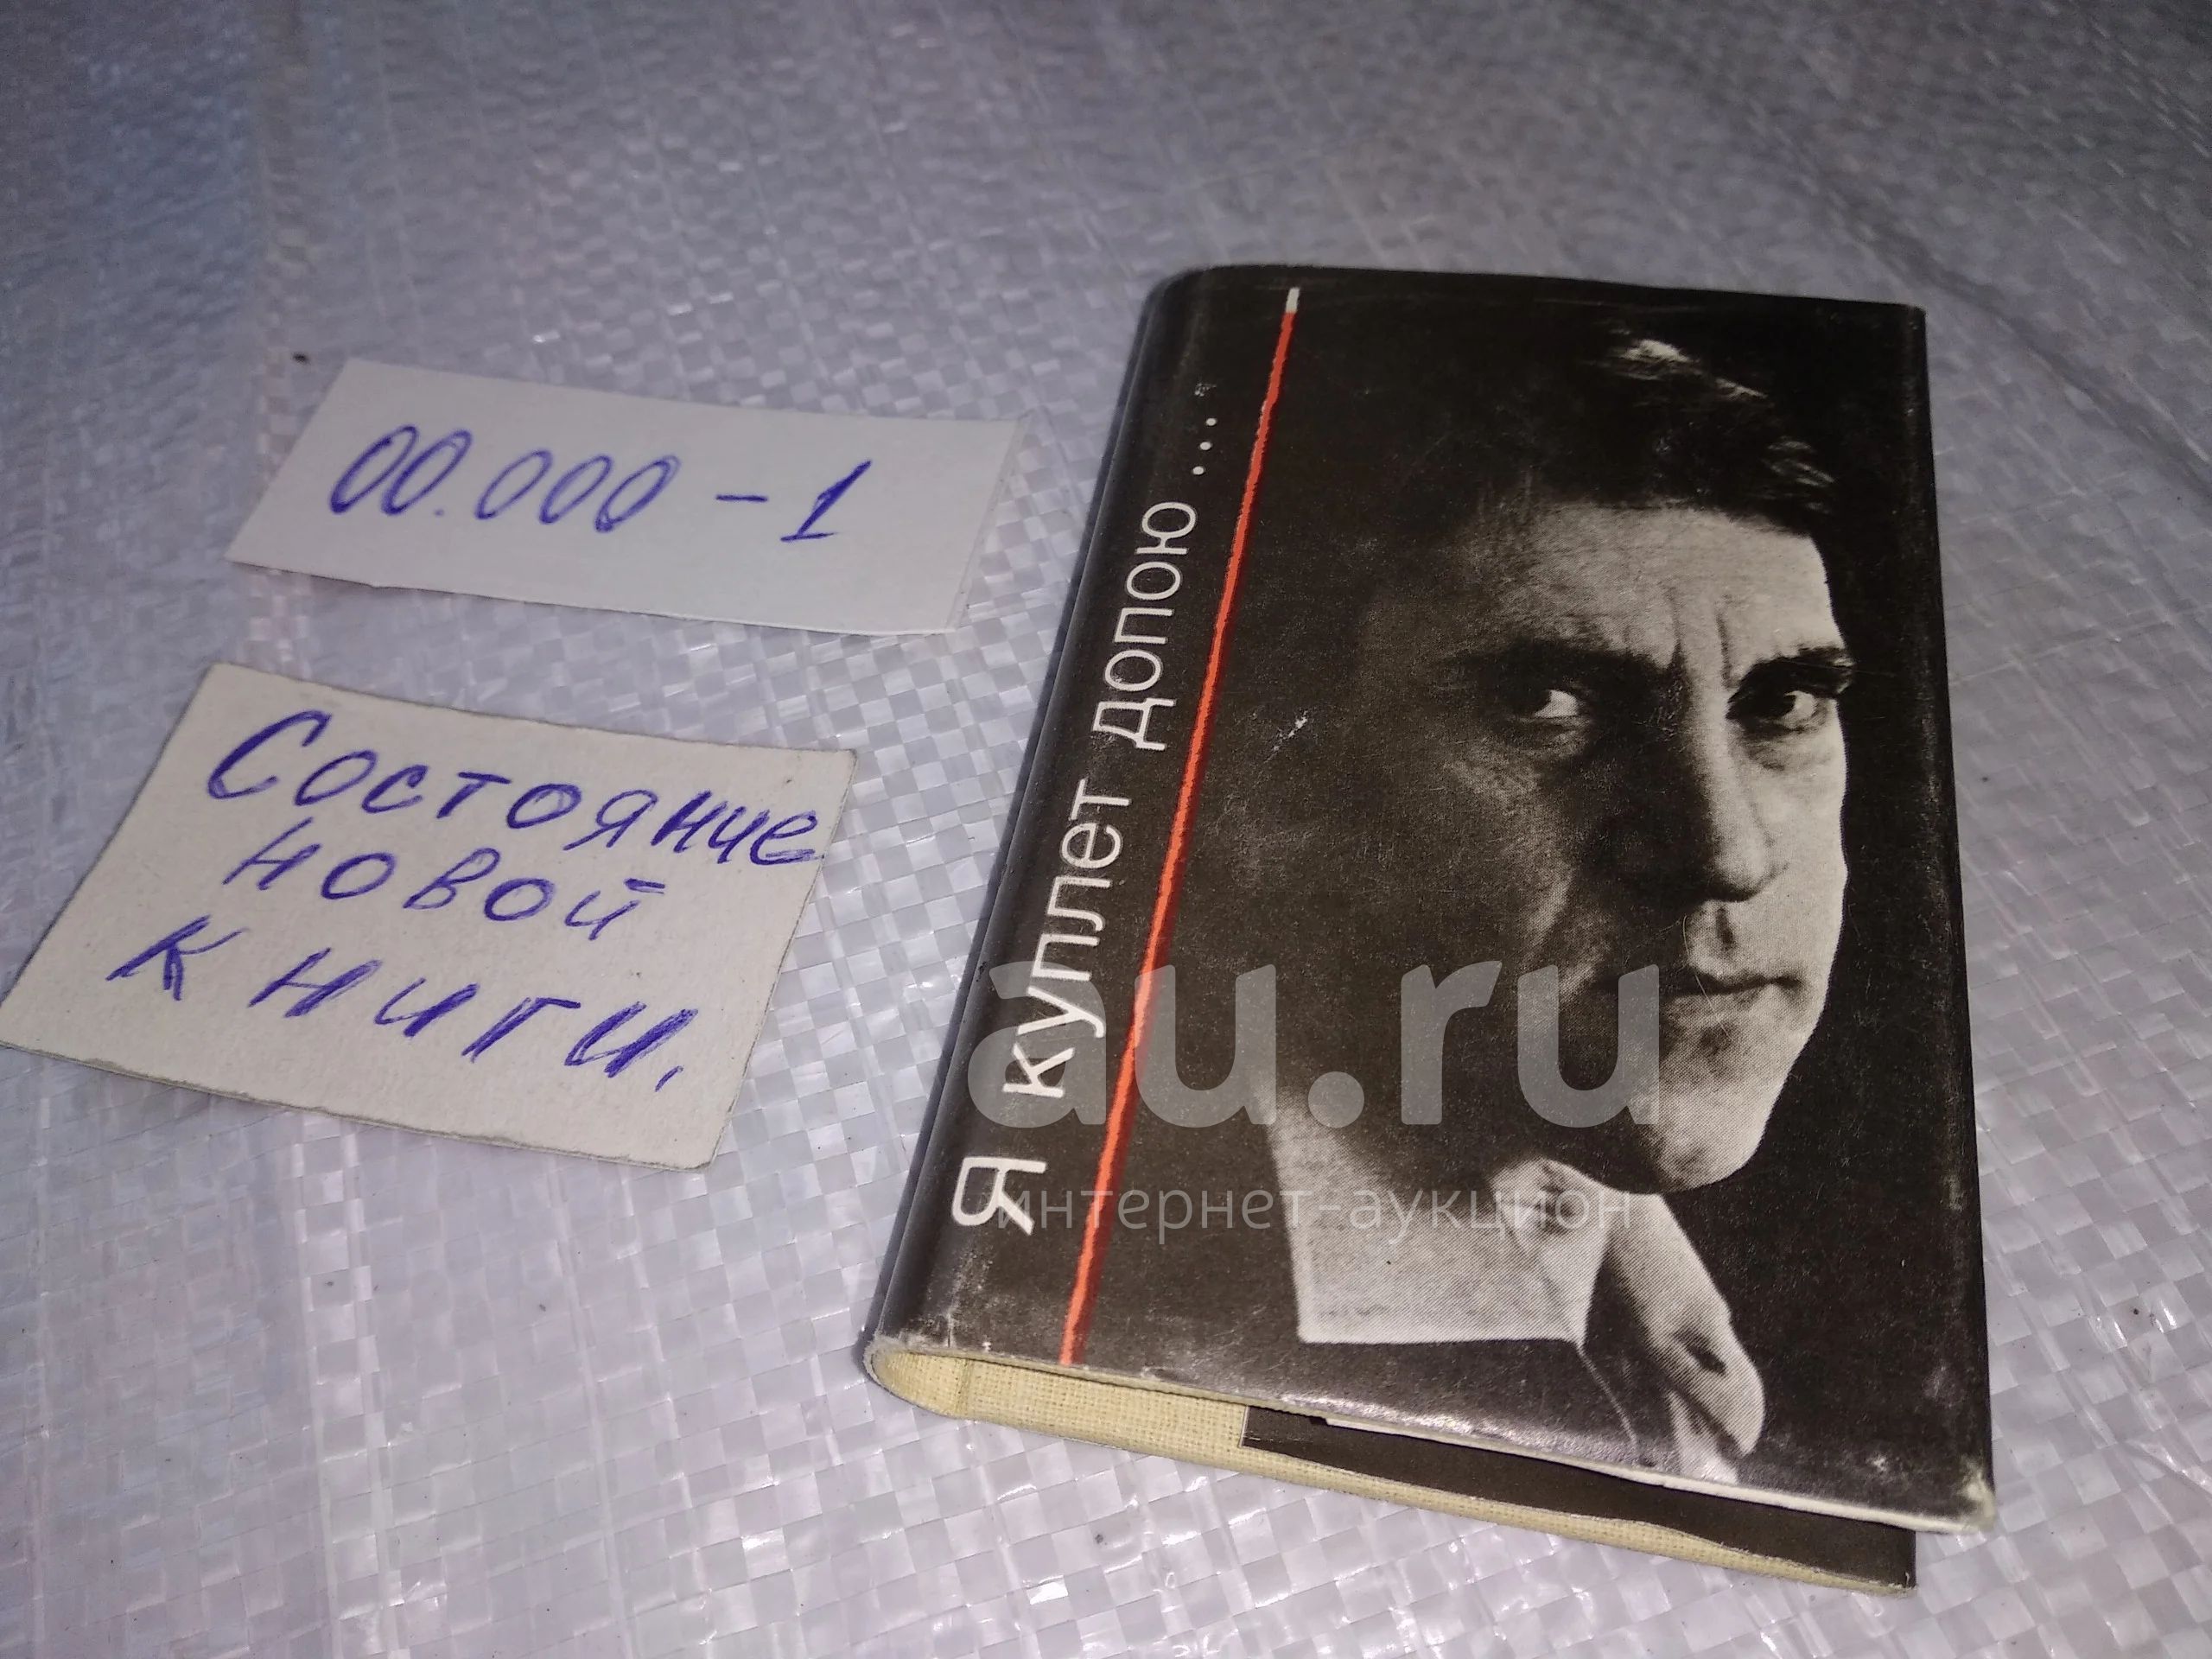 00.000-1
Состояние
новой
книги.
Я куплет допою...
au.ru
интернет-аукцион